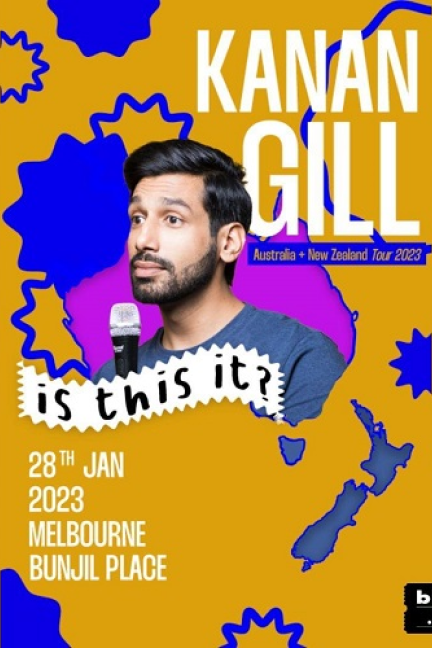 KANAN
GILL
Australia + New Zealand Tour 2023
is this it?
28TH JAN
2023
MELBOURNE
BUNJIL PLACE